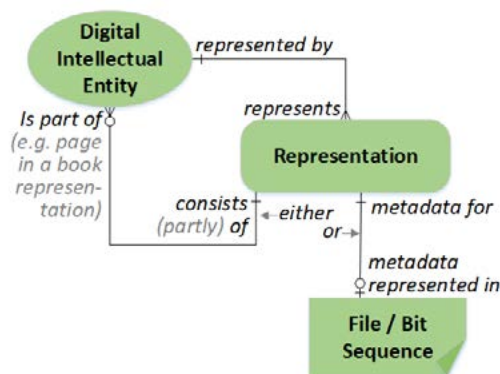 Digital
Intellectual
Entity
represented by
represents
Is part of
(e.g. page
in a book
represen-
tation)
Representation
consists
(partly) of
either
or
metadata for
metadata
represented in
File / Bit
Sequence